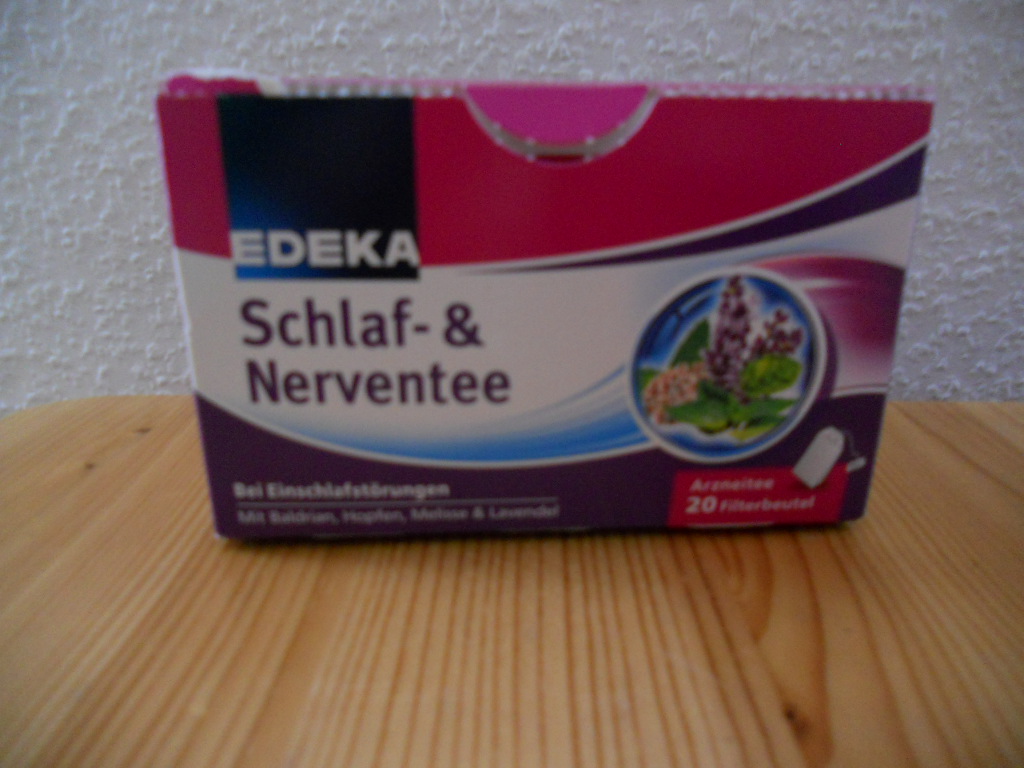 EDEKA
Schlaf- &
Nerventee
Bei Einschlafstörungen
Mit Baldrian, Hopfen, Melisse & Lavendel
Arzneitee
20 Filterbeutel